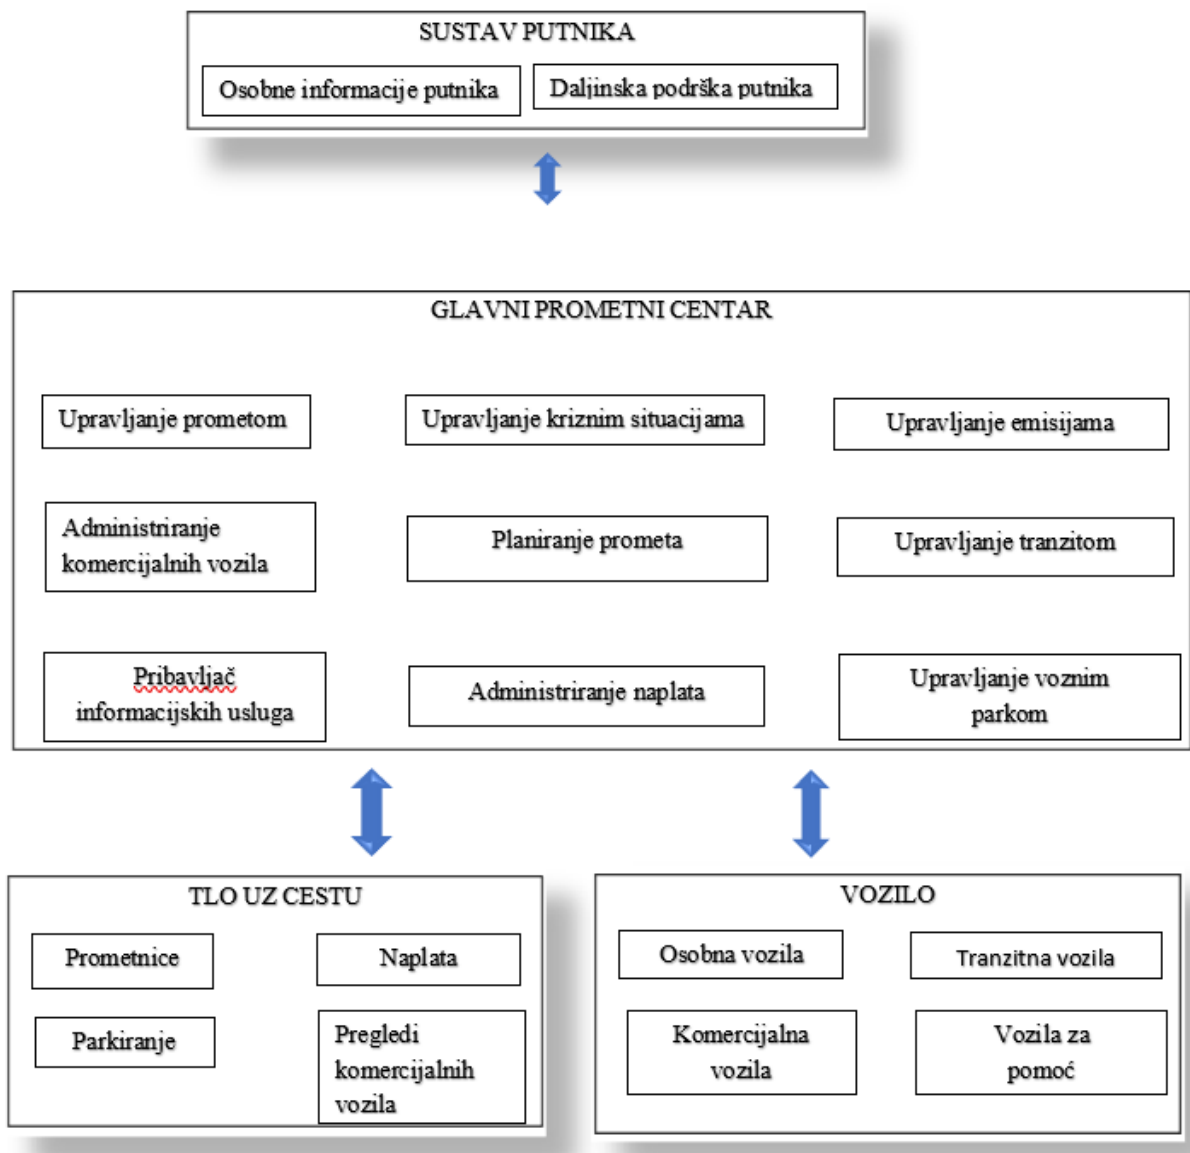 SUSTAV PUTNIKA
Osobne informacije putnika
Daljinska podrška putnika
GLAVNI PROMETNI CENTAR
Upravljanje prometom
Upravljanje kriznim situacijama
Upravljanje emisijama
Administriranje
komercijalnih vozila
Planiranje prometa
Upravljanje tranzitom
Pribavljač
informacijskih usluga
Administriranje naplata
Upravljanje voznim
parkom
TLO UZ CESTU
Prometnice
Naplata
Parkiranje
Pregledi
komercijalnih
vozila
VOZILO
Osobna vozila
Tranzitna vozila
Komercijalna
vozila
Vozila za
pomoć